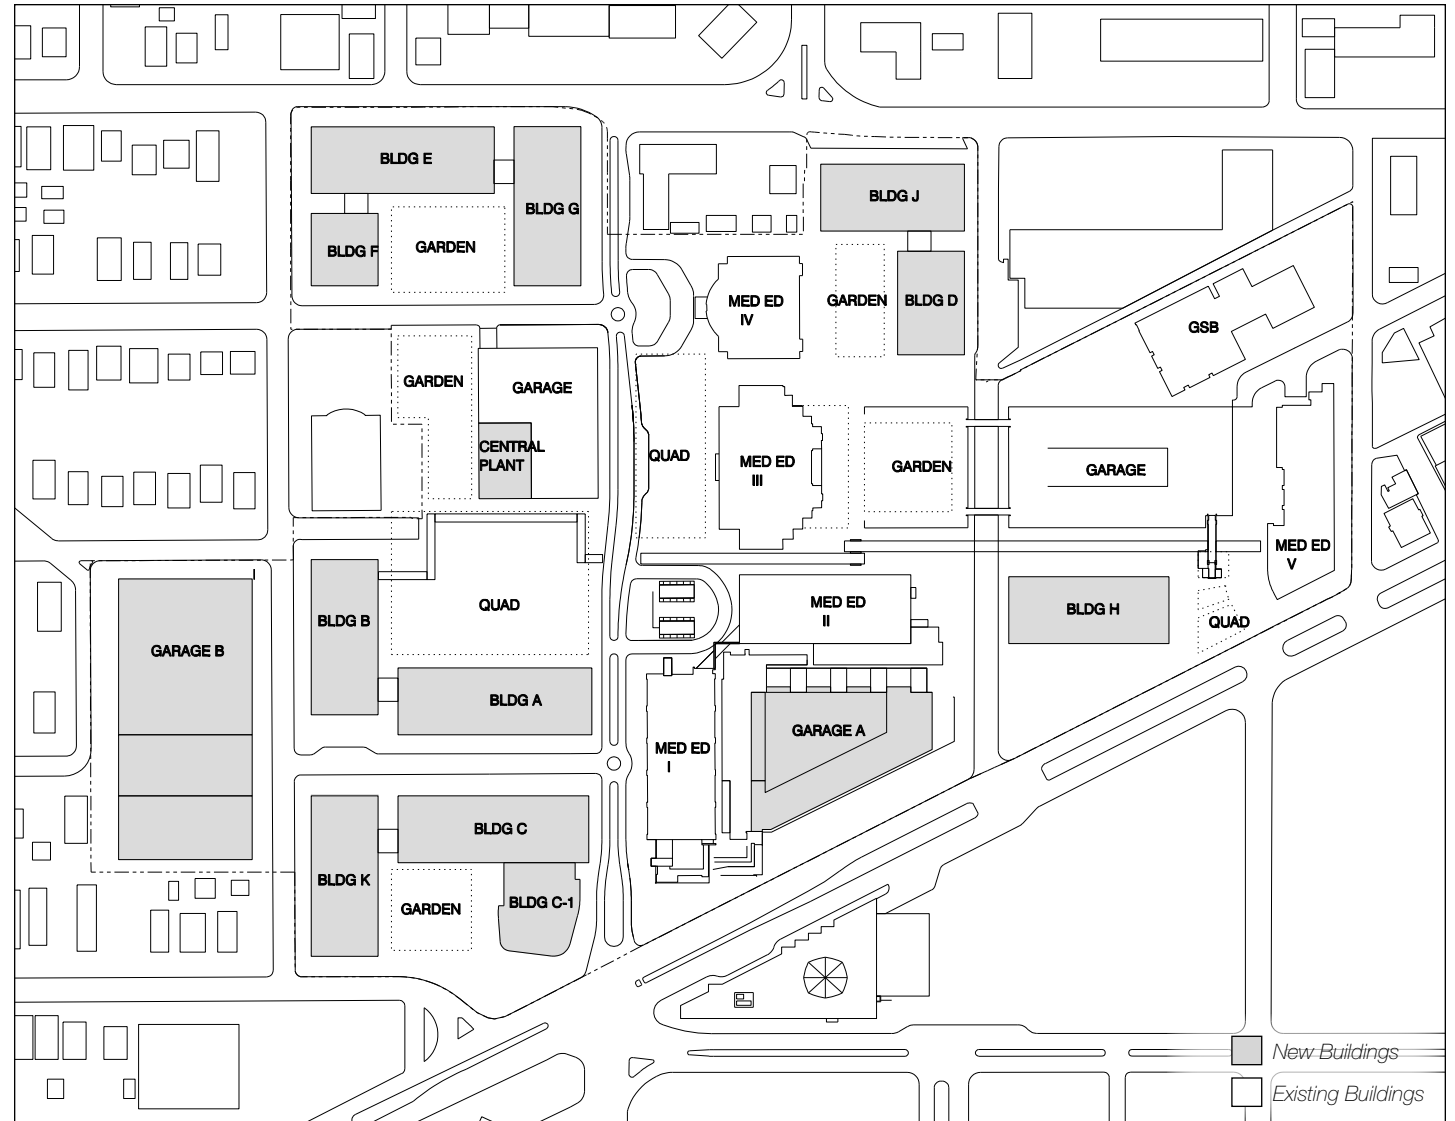 BLDG E
BLDG G
BLDG F
GARDEN
BLDG J
MED ED
IV
GARDEN
BLDG D
GSB
GARDEN
GARAGE
CENTRAL
PLANT
QUAD
MED ED
III
GARDEN
GARAGE
MED ED
V
BLDG B
QUAD
MED ED
II
BLDG H
QUAD
GARAGE B
BLDG A
MED ED
I
GARAGE A
BLDG C
BLDG K
GARDEN
BLDG C-1
New Buildings
Existing Buildings